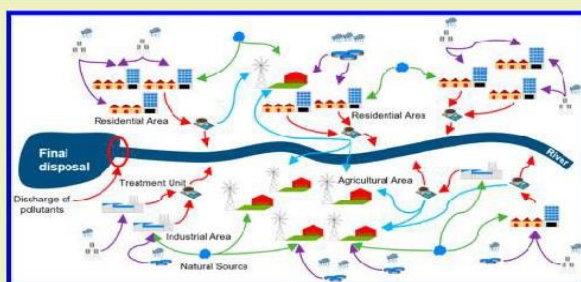 Residential Area
Residential Area
Final
disposal
River
Discharge of
pollutants
Treatment Unit
Agricultural Area
Industrial Area
Natural Source